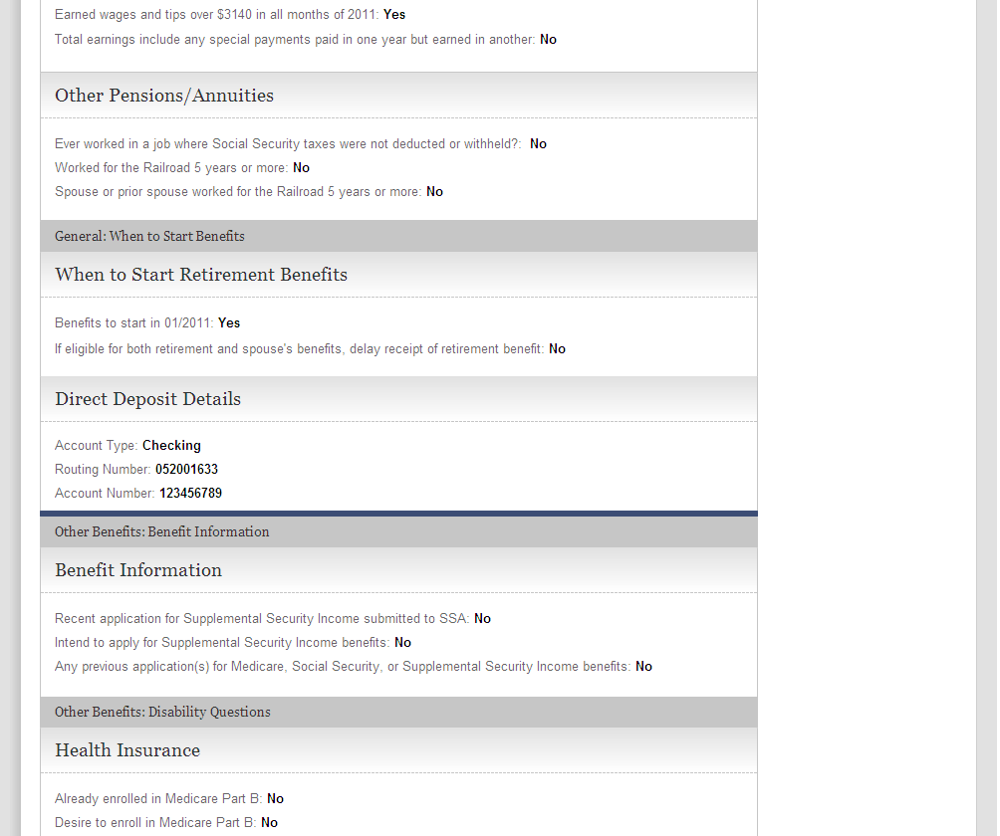 Earned wages and tips over $3140 in all months of 2011: Yes
Total earnings include any special payments paid in one year but earned in another: No
Other Pensions/Annuities
Ever worked in a job where Social Security taxes were not deducted or withheld?: No
Worked for the Railroad 5 years or more: No
Spouse or prior spouse worked for the Railroad 5 years or more: No
General: When to Start Benefits
When to Start Retirement Benefits
Benefits to start in 01/2011: Yes
If eligible for both retirement and spouse's benefits, delay receipt of retirement benefit: No
Direct Deposit Details
Account Type: Checking
Routing Number: 052001633
Account Number: 123456789
Other Benefits: Benefit Information
Benefit Information
Recent application for Supplemental Security Income submitted to SSA: No
Intend to apply for Supplemental Security Income benefits: No
Any previous application(s) for Medicare, Social Security, or Supplemental Security Income benefits: No
Other Benefits: Disability Questions
Health Insurance
Already enrolled in Medicare Part B: No
Desire to enroll in Medicare Part B: No